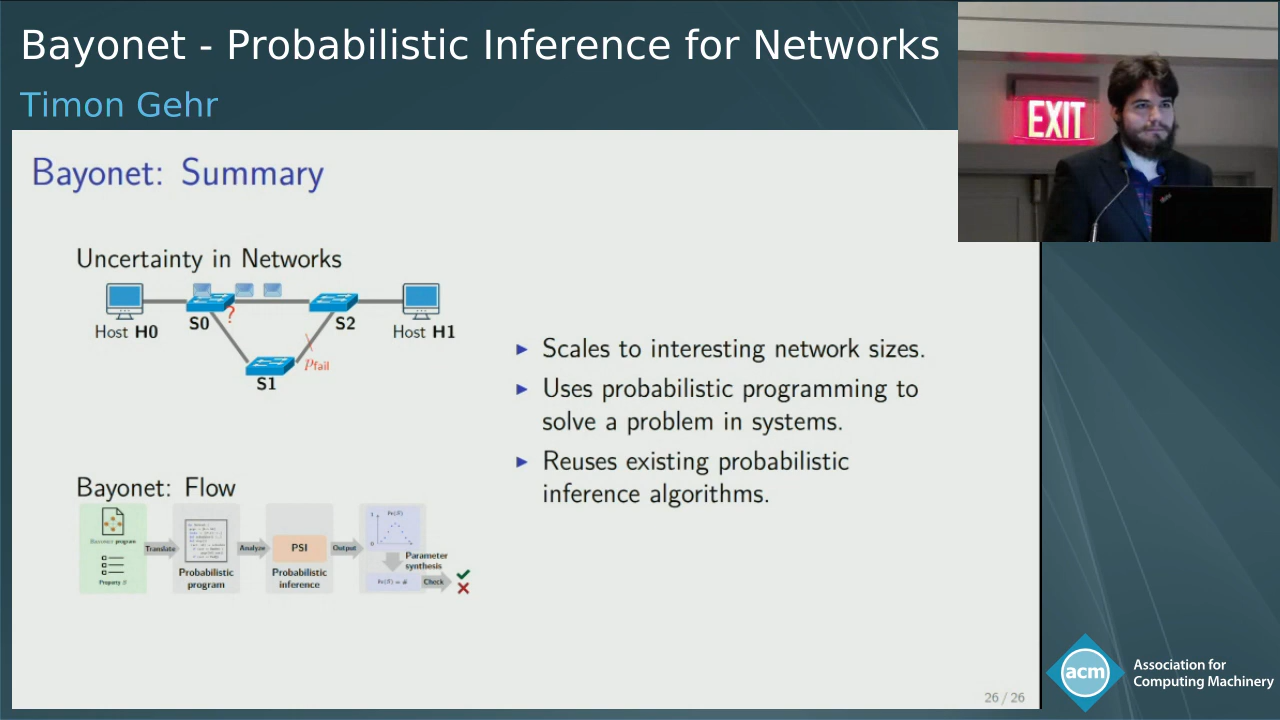 Bayonet - Probabilistic Inference for Networks
Timon Gehr
EXIT
Bayonet: Summary
Uncertainty in Networks
Host H0
S0
?
S2
Host H1
S1
pfail
Scales to interesting network sizes.
Uses probabilistic programming to
solve a problem in systems.
Reuses existing probabilistic
inference algorithms.
Bayonet: Flow
Translate
Probabilistic
program
Analyze
PSI
Probabilistic
inference
Output
Parameter
synthesis
Check
26 / 26
acm
Association for
Computing Machinery